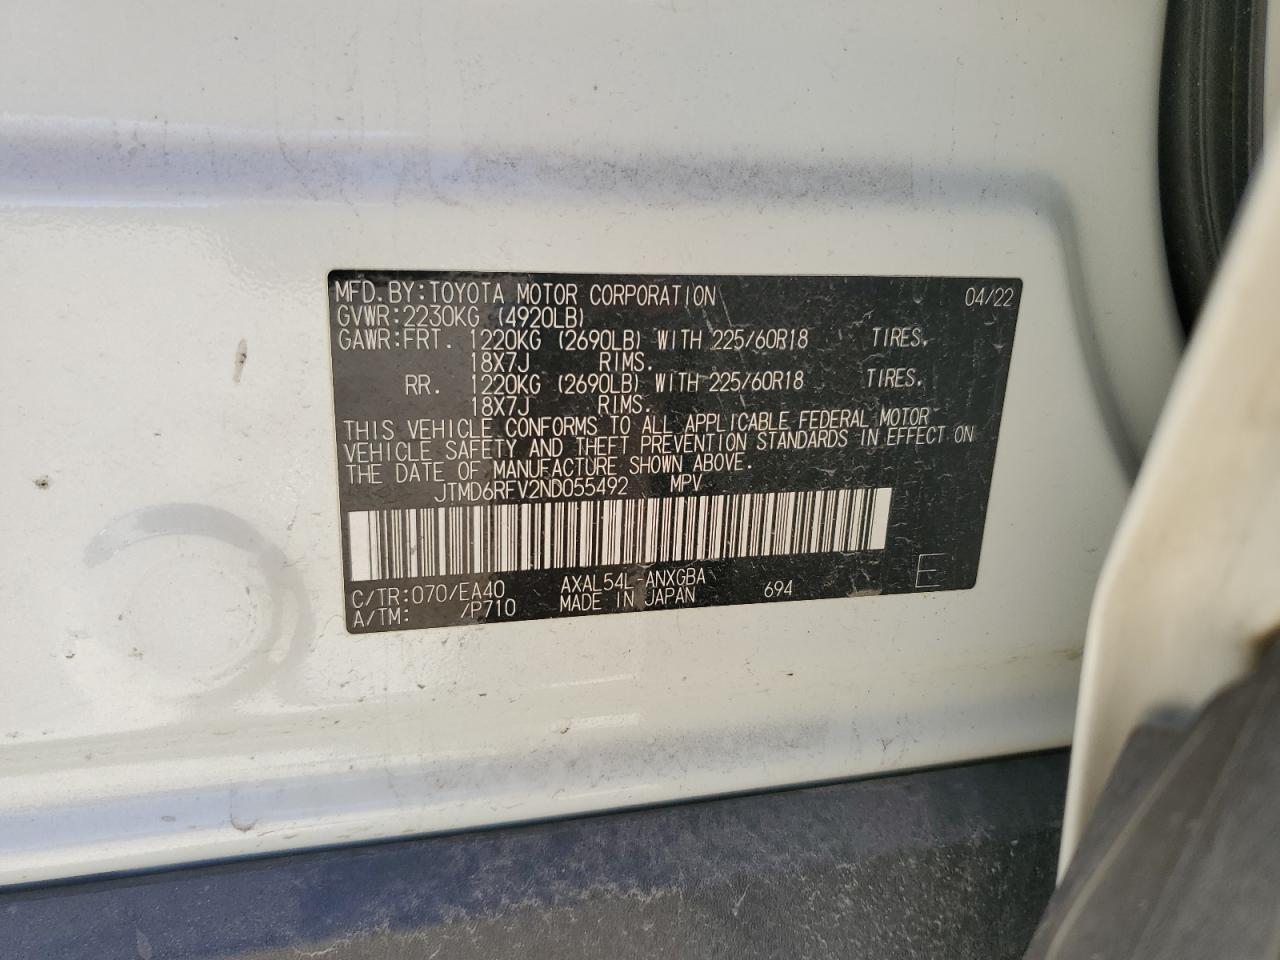 MFD. BY: TOYOTA MOTOR CORPORATION 04/22
GVWR: 2230KG (4920LB)
GAWR: FRT. 1220KG (2690LB) WITH 225/60R18 TIRES,
18X7J RIMS.
RR. 1220KG (2690LB) WITH 225/60R18 TIRES,
18X7J RIMS.
THIS VEHICLE CONFORMS TO ALL APPLICABLE FEDERAL MOTOR
VEHICLE SAFETY AND THEFT PREVENTION STANDARDS IN EFFECT ON
THE DATE OF MANUFACTURE SHOWN ABOVE.
JTMD6RFV2ND055492 MPV
C/TR: 070/EA40 AXAL54L-ANXGBA 694 E
A/TM: /P710 MADE IN JAPAN